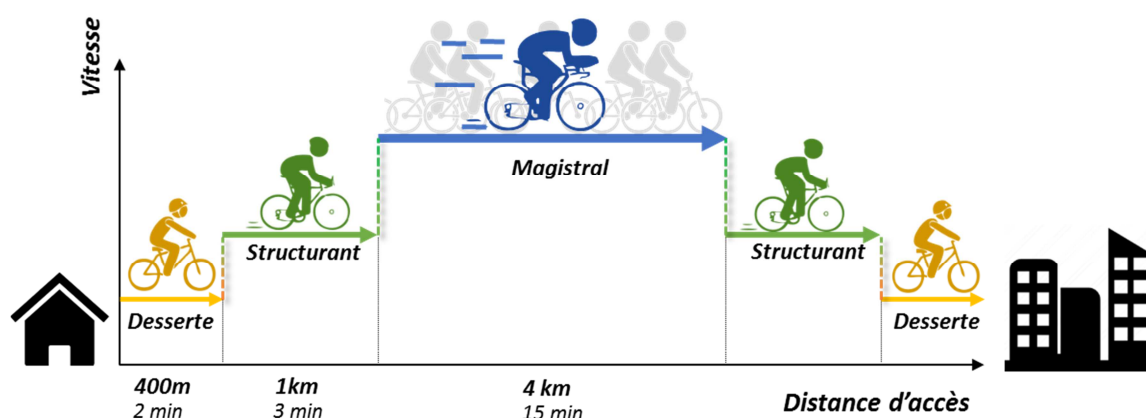 Vitesse
Magistral
Structurant
Structurant
Desserte
Desserte
400m
2 min
1km
3 min
4 km
15 min
Distance d'accès